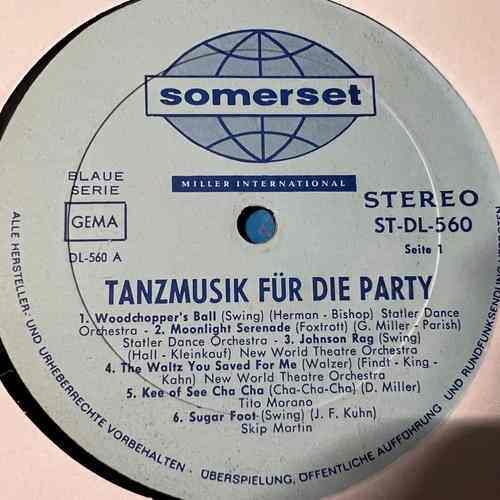 somerset
MILLER INTERNATIONAL
BLAUE
SERIE
GEMA
DL-560 A
STEREO
ST-DL-560
Seite 1
TANZMUSIK FÜR DIE PARTY
1. Woodchopper's Ball (Swing) (Herman - Bishop) Statler Dance
Orchestra - 2. Moonlight Serenade (Foxtrott) (G. Miller - Parish)
Statler Dance Orchestra - 3. Johnson Rag (Swing)
(Hall - Kleinkauf) New World Theatre Orchestra
4. The Waltz You Saved For Me (Walzer) (Findt - King -
Kahn) New World Theatre Orchestra
5. Kee of See Cha Cha (Cha-Cha-Cha) (D. Miller)
Tito Morano
6. Sugar Foot (Swing) (J. F. Kuhn)
Skip Martin
ALLE HERSTELLER- UND URHEBERRECHTE VORBEHALTEN · ÜBERSPIELUNG, ÖFFENTLICHE AUFFÜHRUNG UND RUNDFUNKSENDUNG